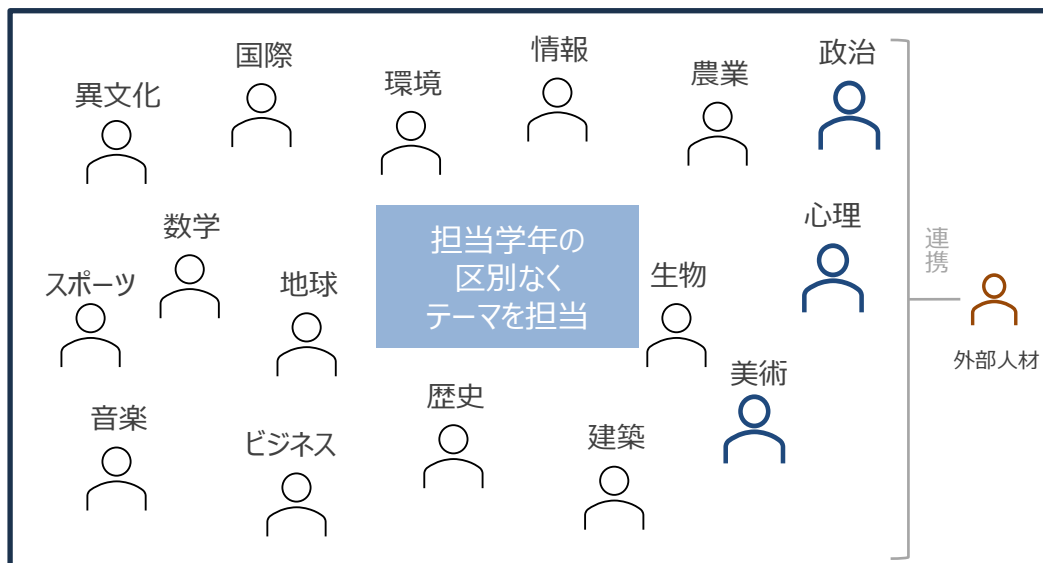 異文化
国際
環境
情報
農業
政治
スポーツ
数学
地球
担当学年の
区別なく
テーマを担当
生物
心理
音楽
ビジネス
歴史
建築
美術
連携
外部人材